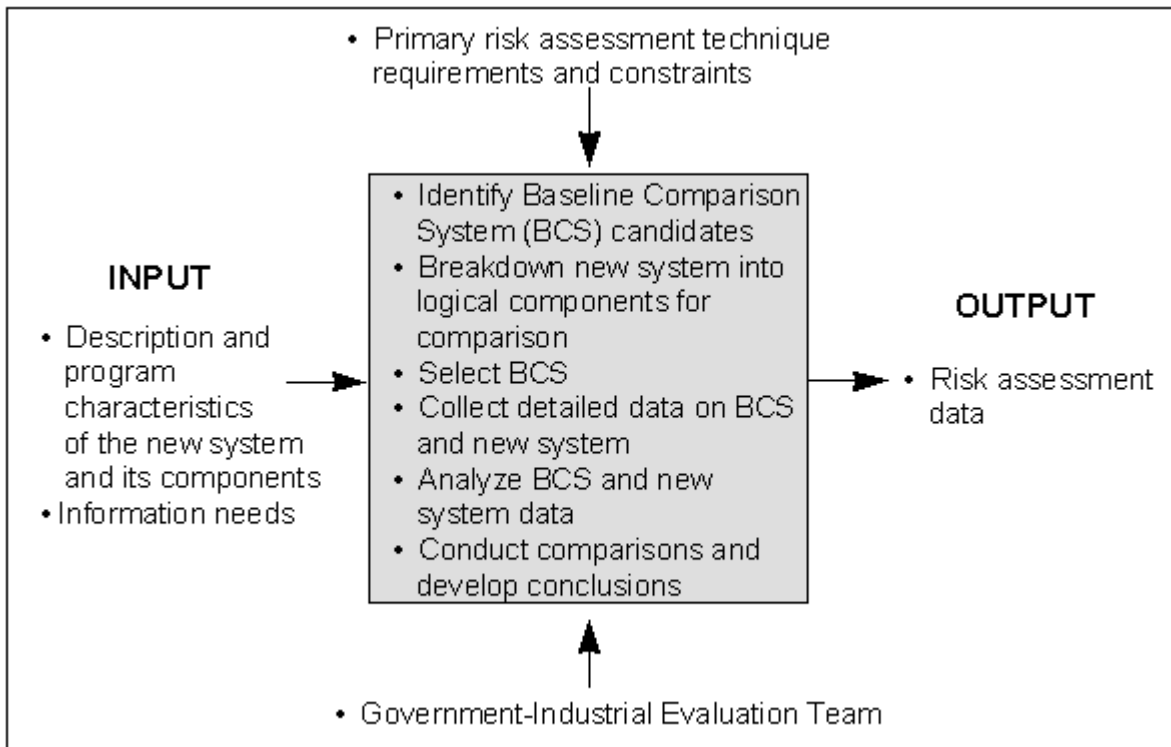 • Primary risk assessment technique
requirements and constraints
INPUT
• Description and
program
characteristics
of the new system
and its components
• Information needs
• Identify Baseline Comparison
System (BCS) candidates
• Breakdown new system into
logical components for
comparison
• Select BCS
• Collect detailed data on BCS
and new system
• Analyze BCS and new
system data
• Conduct comparisons and
develop conclusions
OUTPUT
• Risk assessment
data
• Government-Industrial Evaluation Team